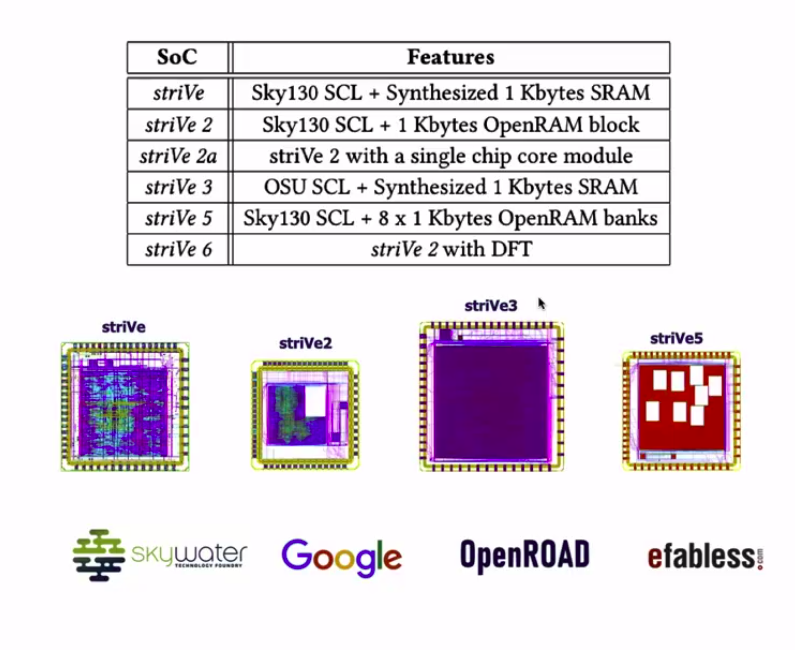 SoC Features
striVe Sky130 SCL + Synthesized 1 Kbytes SRAM
striVe 2 Sky130 SCL + 1 Kbytes OpenRAM block
striVe 2a striVe 2 with a single chip core module
striVe 3 OSU SCL + Synthesized 1 Kbytes SRAM
striVe 5 Sky130 SCL + 8 x 1 Kbytes OpenRAM banks
striVe 6 striVe 2 with DFT
striVe
striVe2
striVe3
striVe5
skywater
TECHNOLOGY FOUNDRY
Google
OpenROAD
efabless.com